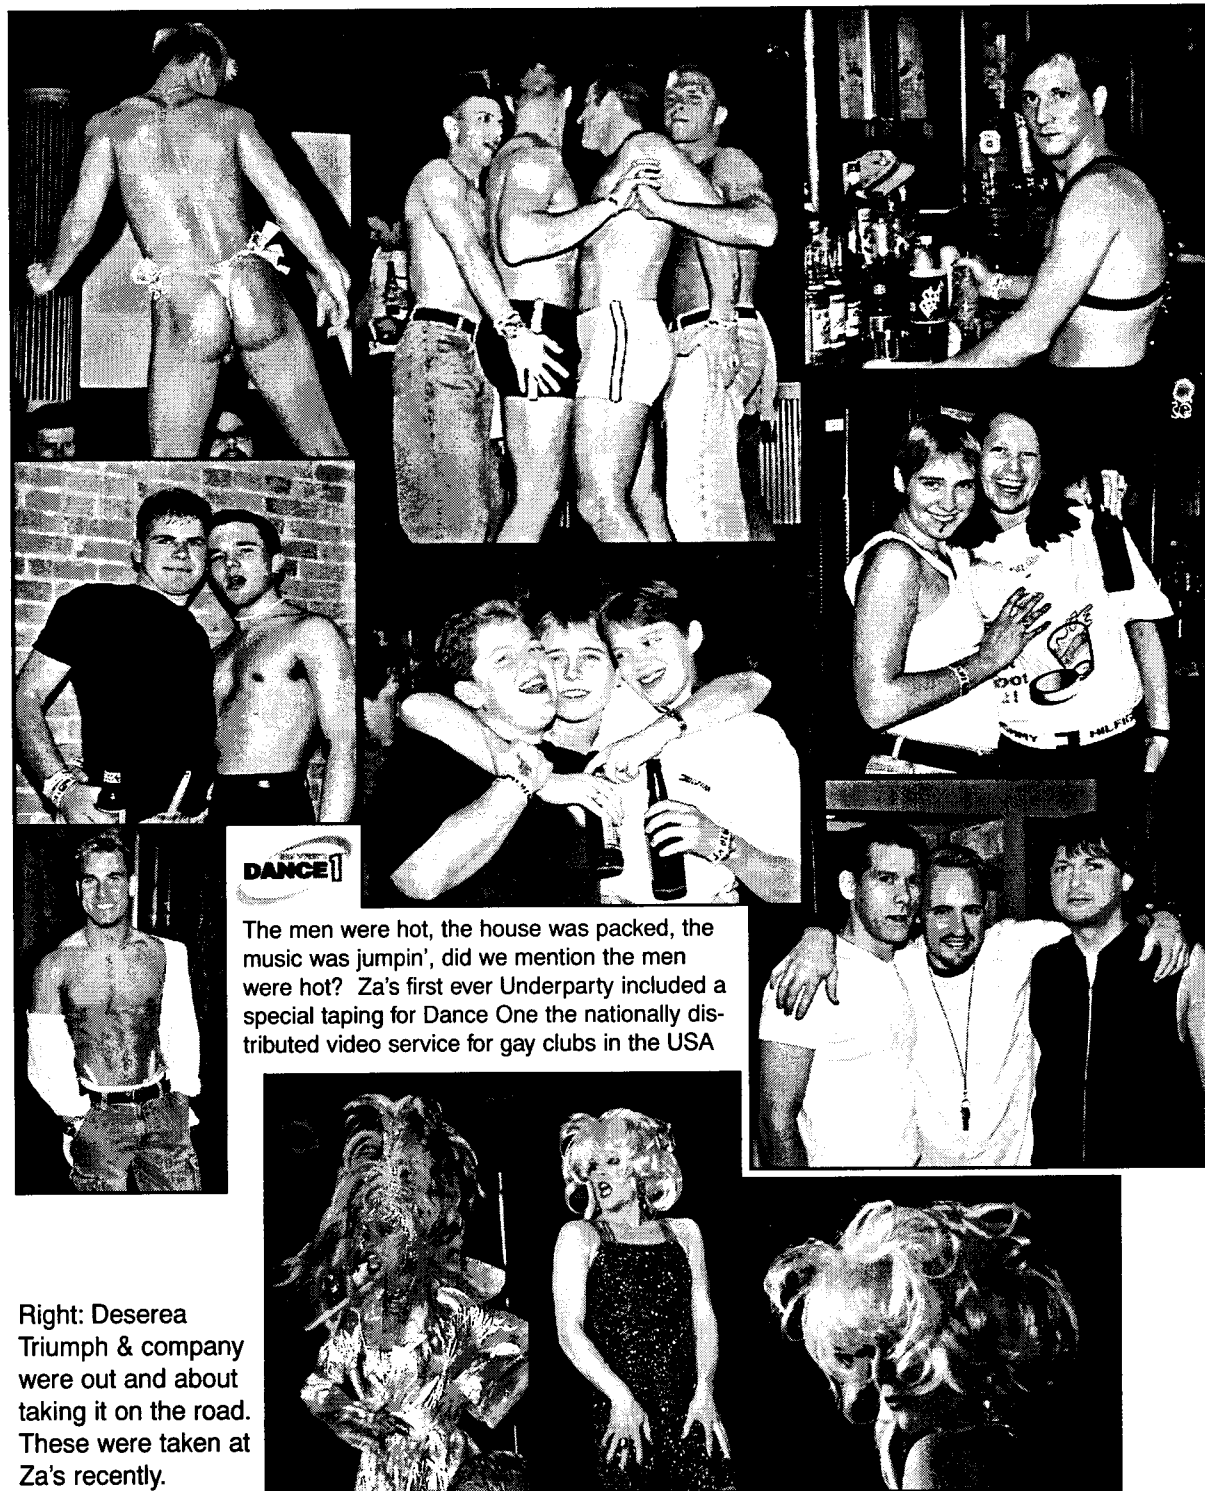 DANCE1
The men were hot, the house was packed, the
music was jumpin', did we mention the men
were hot? Za's first ever Underparty included a
special taping for Dance One the nationally dis-
tributed video service for gay clubs in the USA
Right: Deserea
Triumph & company
were out and about
taking it on the road.
These were taken at
Za's recently.